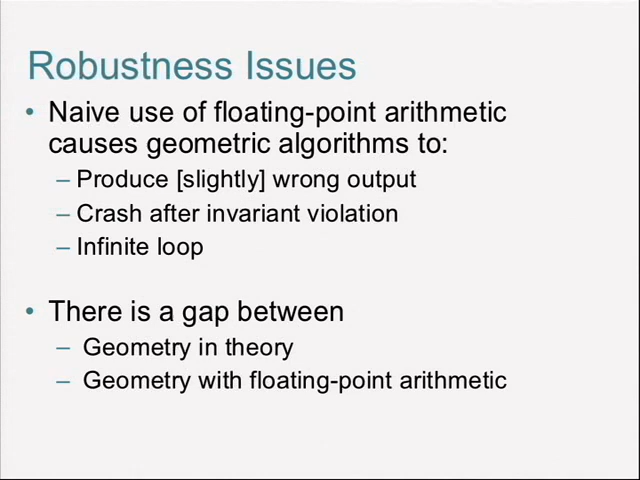 Robustness Issues
• Naive use of floating-point arithmetic
causes geometric algorithms to:
– Produce [slightly] wrong output
– Crash after invariant violation
– Infinite loop
• There is a gap between
– Geometry in theory
– Geometry with floating-point arithmetic